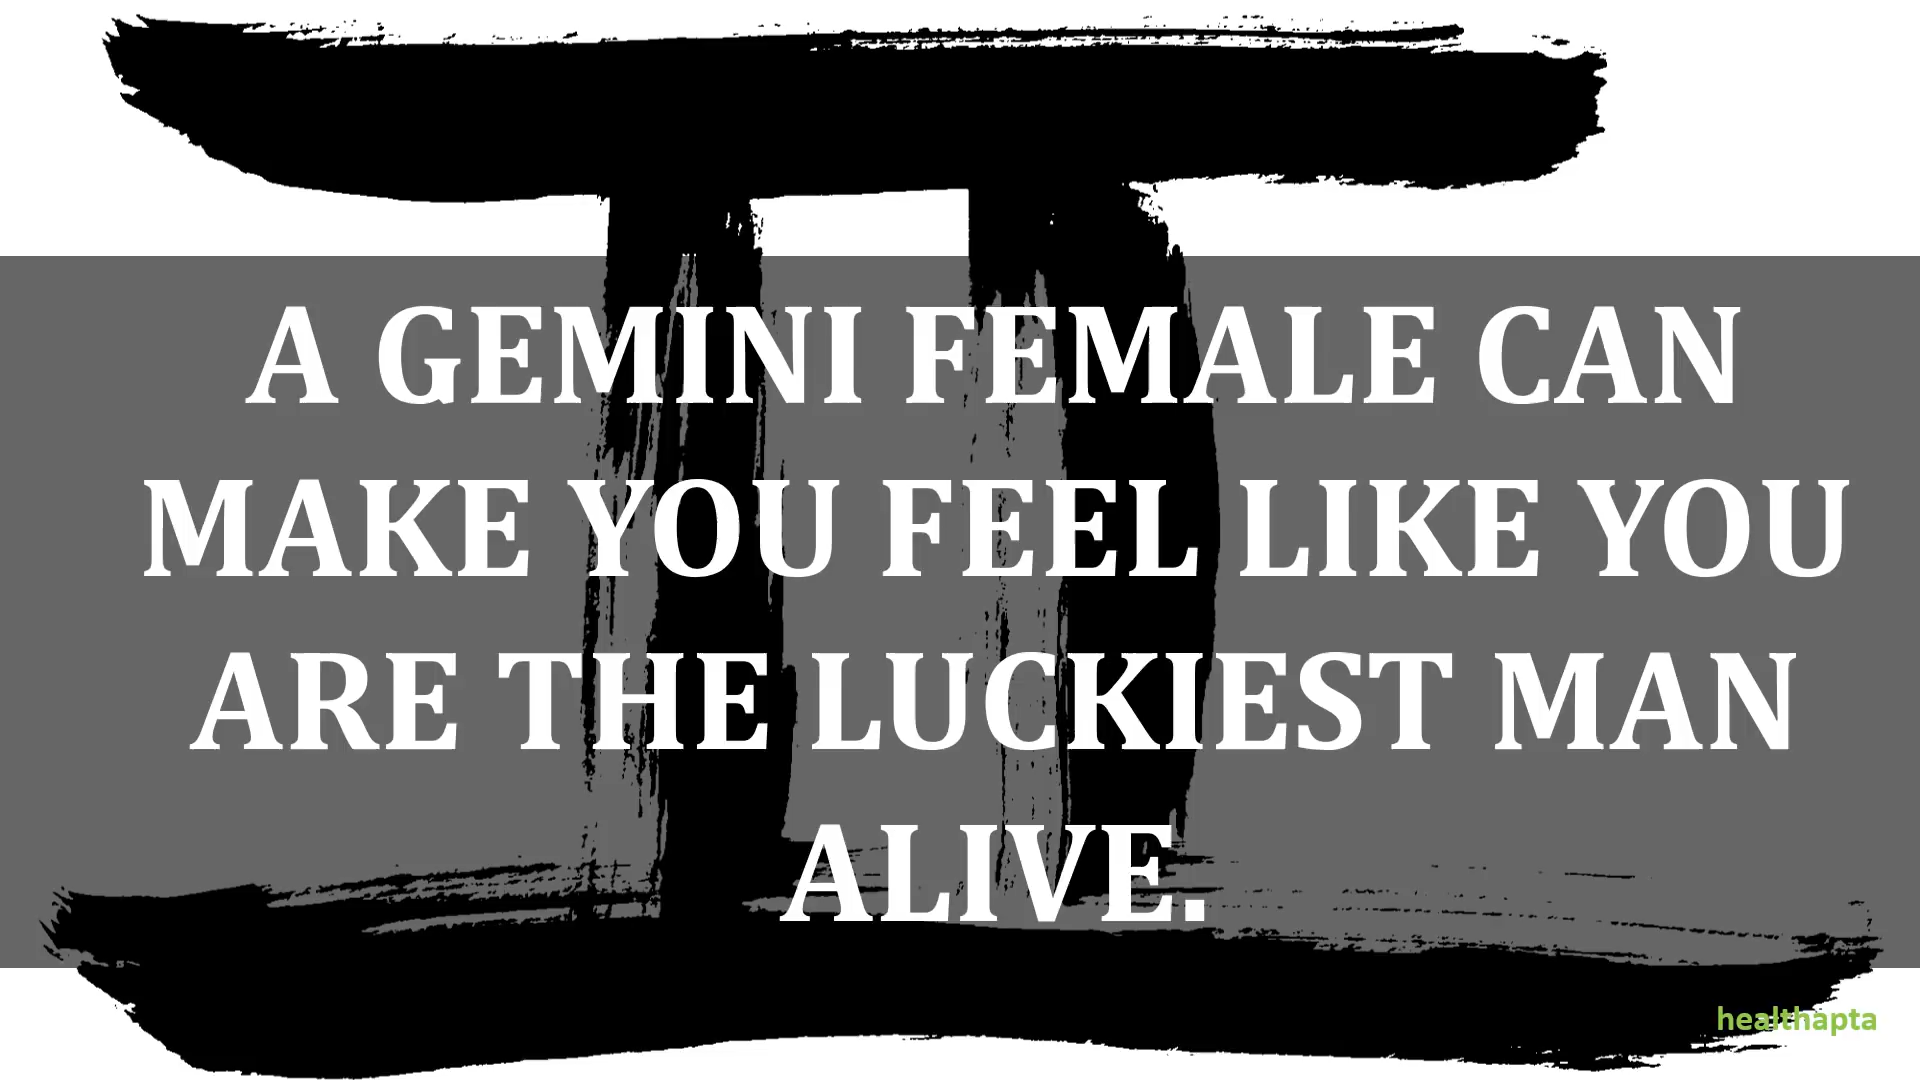 A GEMINI FEMALE CAN
MAKE YOU FEEL LIKE YOU
ARE THE LUCKIEST MAN
ALIVE.
healthapta